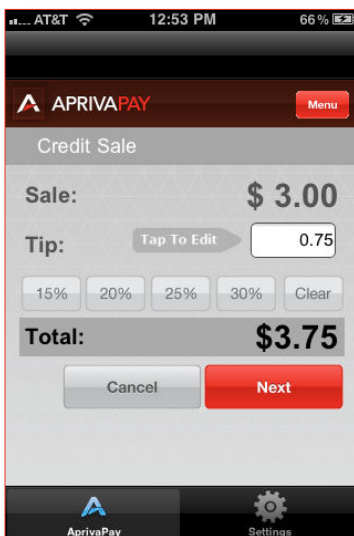 AT&T 12:53 PM 66%
APRIVAPAY Menu
Credit Sale
Sale: $ 3.00
Tip: Tap To Edit 0.75
15% 20% 25% 30% Clear
Total: $3.75
Cancel Next
AprivaPay Settings